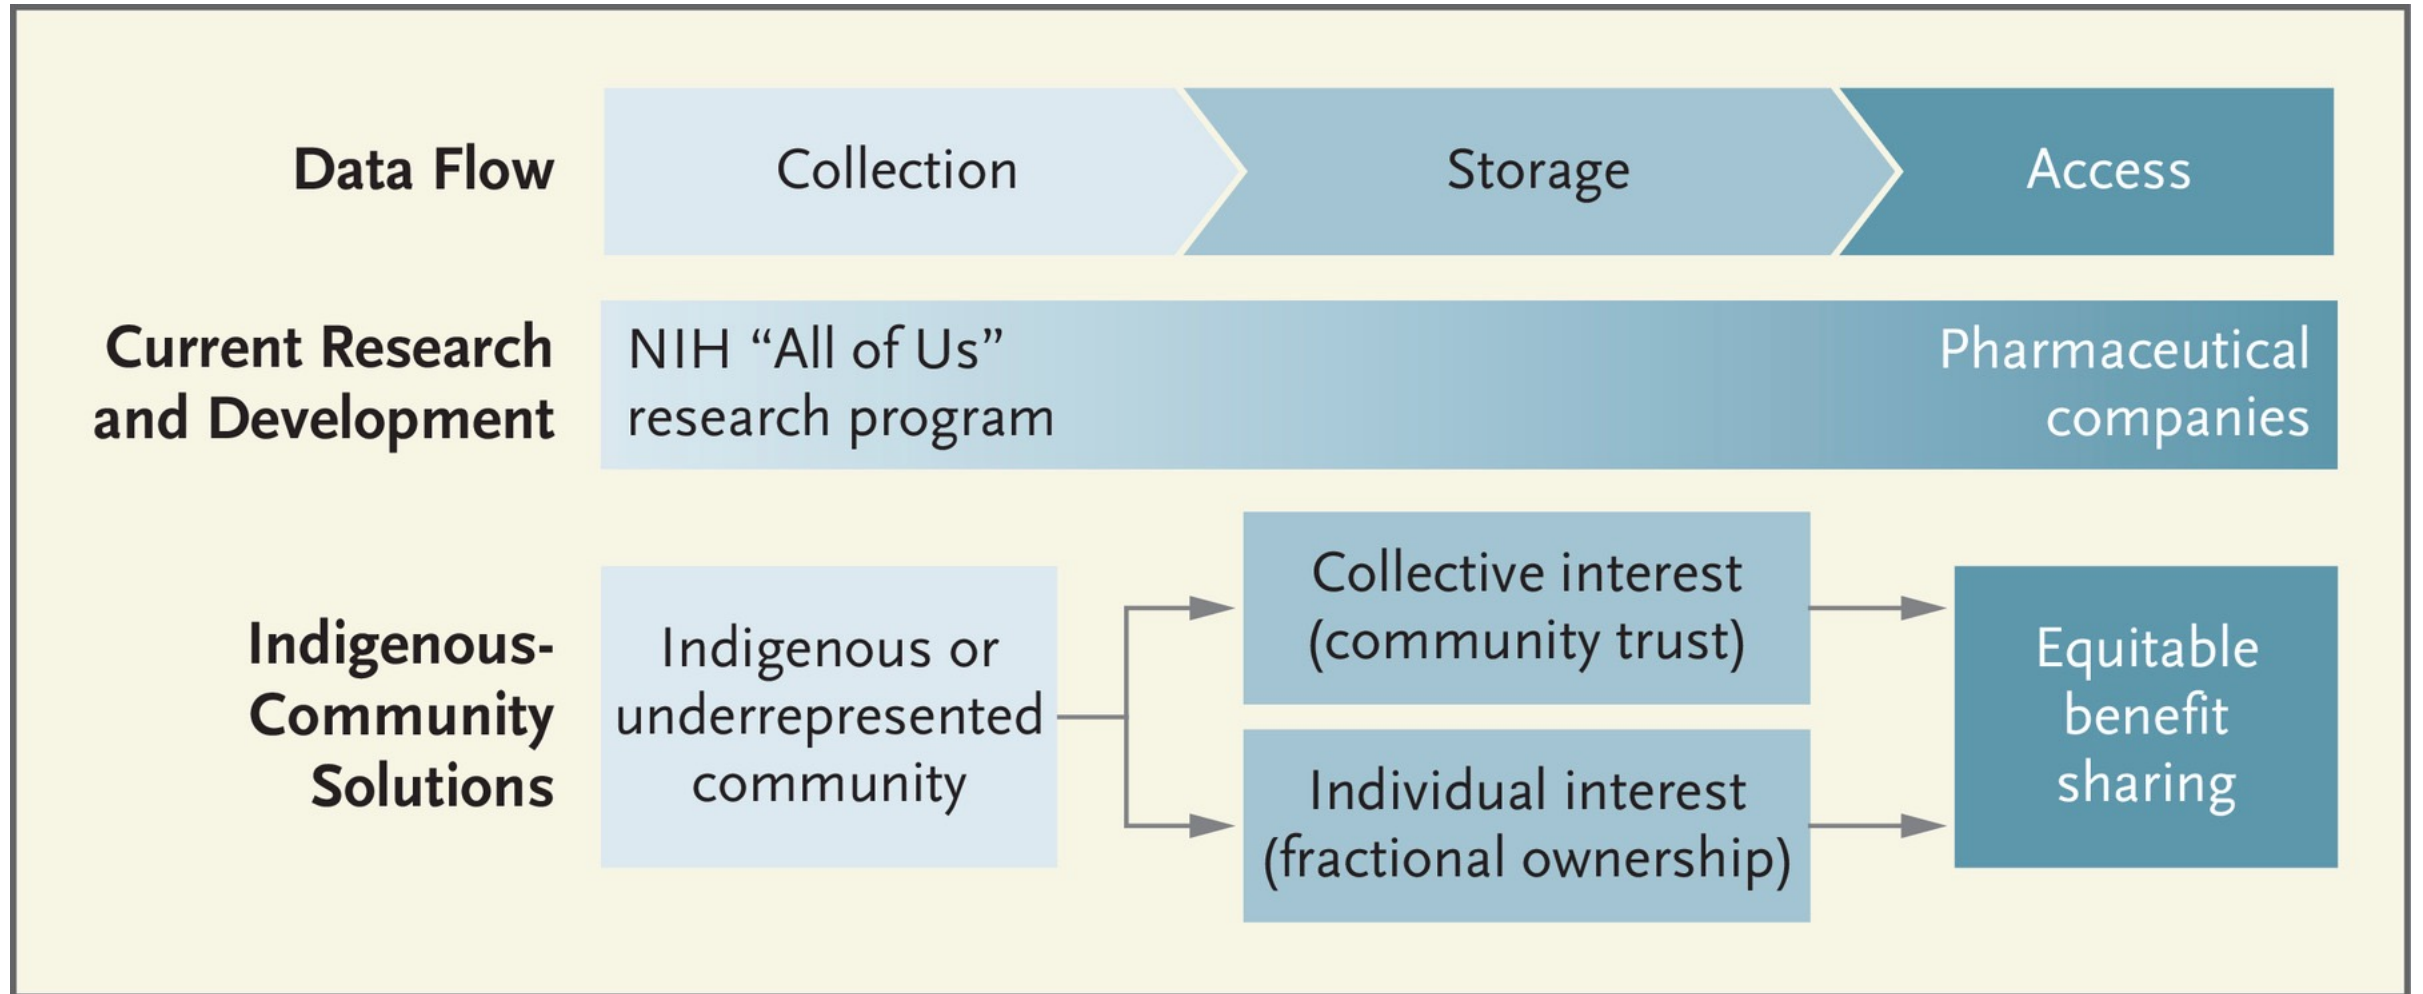 Data Flow
Collection
Storage
Access
Current Research
and Development
NIH “All of Us”
research program
Pharmaceutical
companies
Indigenous-
Community
Solutions
Indigenous or
underrepresented
community
Collective interest
(community trust)
Individual interest
(fractional ownership)
Equitable
benefit
sharing